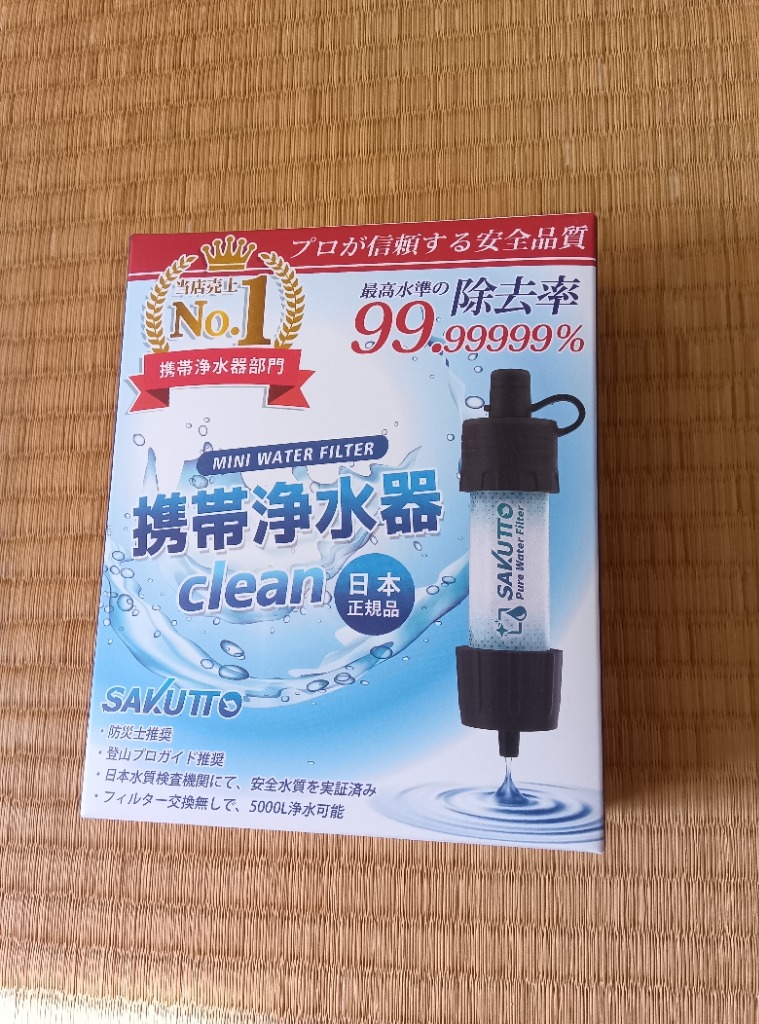 プロが信頼する安全品質
当店売上
No.1
携帯浄水器部門
最高水準の除去率
99.99999%
MINI WATER FILTER
携帯浄水器
clean
日本
正規品
SAKUTTO
Pure Water Filter
SAKUTTO
・防災士推奨
・登山プロガイド推奨
・日本水質検査機関にて、安全水質を実証済み
・フィルター交換無しで、5000L浄水可能